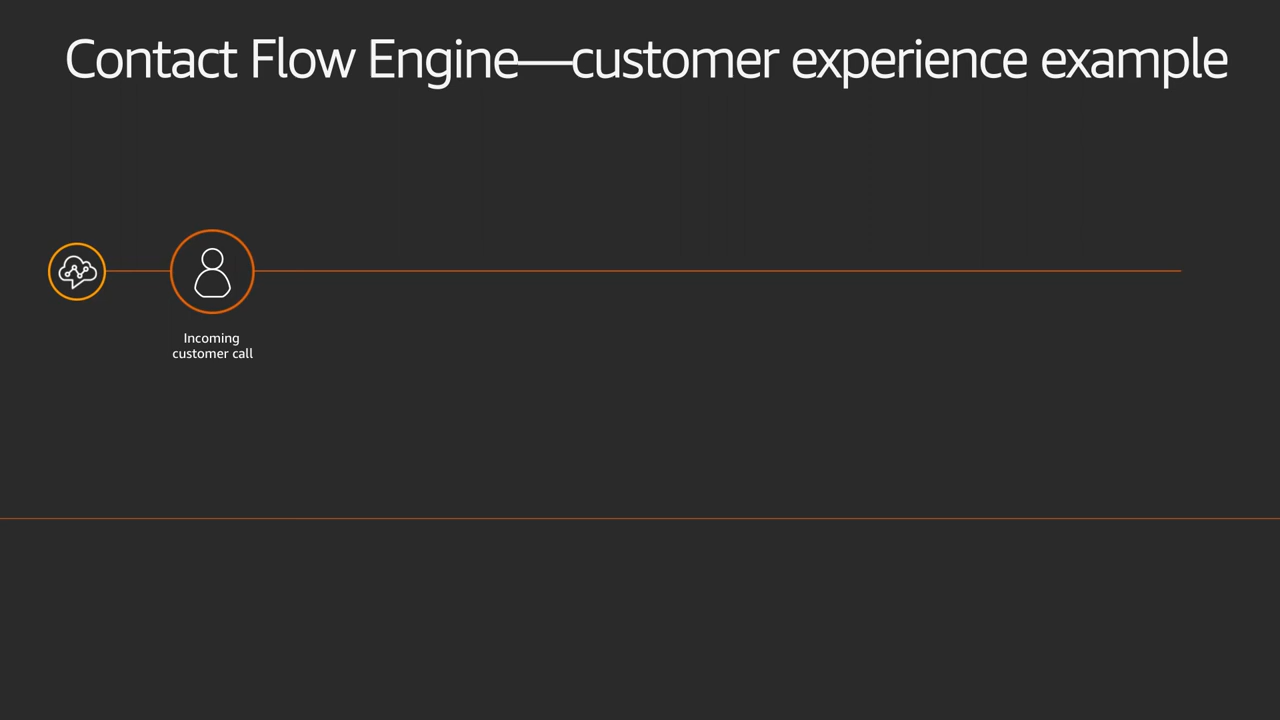 Contact Flow Engine—customer experience example
Incoming
customer call